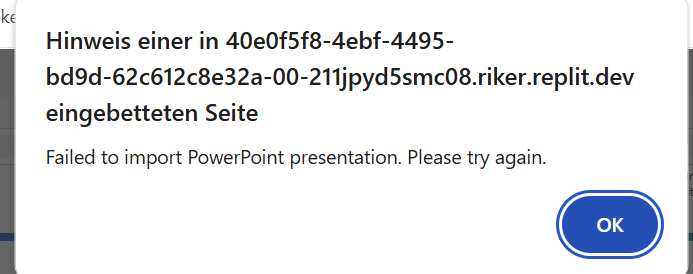 ke
Hinweis einer in 40e0f5f8-4ebf-4495-
bd9d-62c612c8e32a-00-211jpyd5smc08.riker.replit.dev
eingebetteten Seite
Failed to import PowerPoint presentation. Please try again.
OK